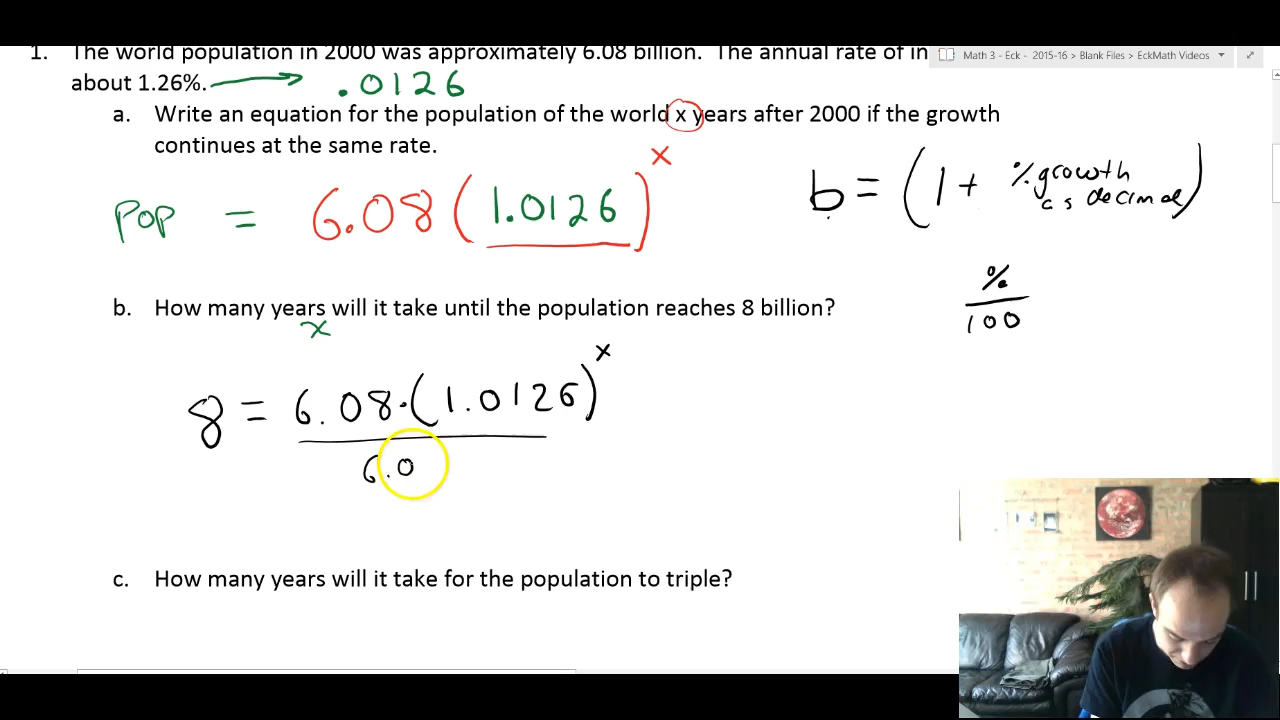 1. The world population in 2000 was approximately 6.08 billion. The annual rate of in
Math 3 - Eck - 2015-16 > Blank Files > EckMath Videos
about 1.26%. → .0126
a. Write an equation for the population of the world x years after 2000 if the growth
continues at the same rate.
POP = 6.08 (1.0126)^x
b = (1 + % growth
as decimal)
%
100
b. How many years will it take until the population reaches 8 billion?
x
8 = 6.08 · (1.0126)^x
6.0
c. How many years will it take for the population to triple?